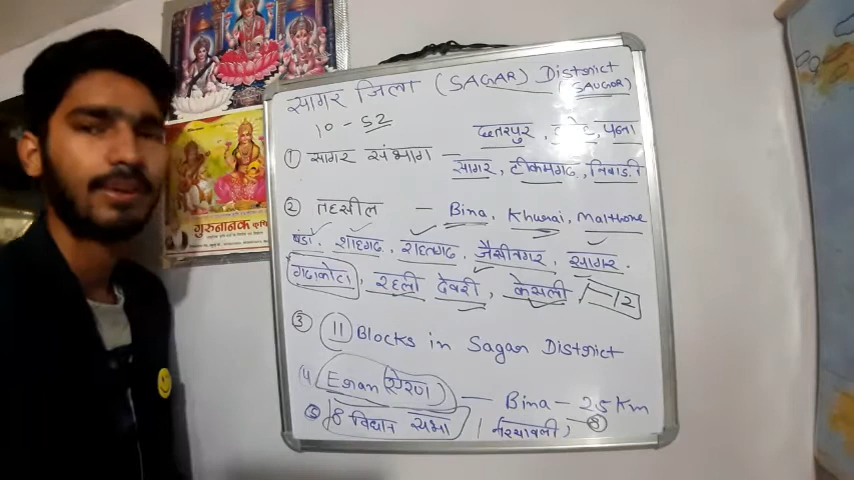 सागर जिला (SAGAR) District
(SAUGOR)
10 - 52
छतरपुर, दमोह, पन्ना
① सागर संभाग — सागर, टीकमगढ, निवाडी
② तहसील — Bina, Khurai, Malthone
बंडा, शाहगढ, राहतगढ, जैसीनगर, सागर.
गढाकोटा, रहली देवरी, केसली, 12
③ 11 Blocks in Sagar District
(4 Eran (ऐरण) — Bina — 25 Km
⑤ 8 विधान सभा ( नरयावली ) 8
गुरुनानक कृषि